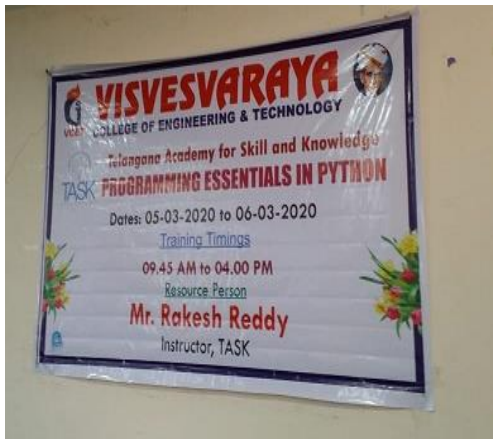 VISVESVARAYA
VCET
COLLEGE OF ENGINEERING & TECHNOLOGY
Telangana Academy for Skill and Knowledge
TASK
PROGRAMMING ESSENTIALS IN PYTHON
Dates: 05-03-2020 to 06-03-2020
Training Timings
09.45 AM to 04.00 PM
Resource Person
Mr. Rakesh Reddy
Instructor, TASK